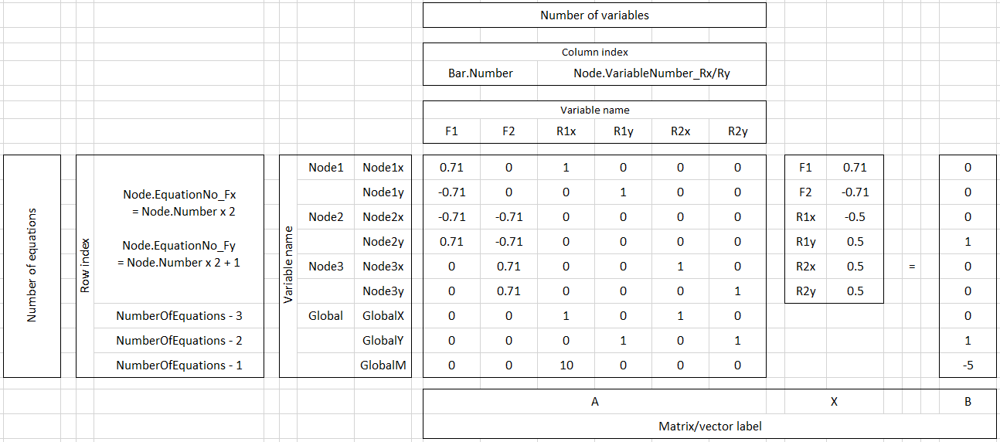 Number of variables
Column index
Bar.Number Node.VariableNumber_Rx/Ry
Variable name
F1 F2 R1x R1y R2x R2y
Number of equations
Row index
Node.EquationNo_Fx
= Node.Number x 2
Node.EquationNo_Fy
= Node.Number x 2 + 1
NumberOfEquations - 3
NumberOfEquations - 2
NumberOfEquations - 1
Variable name
Node1 Node1x 0.71 0 1 0 0 0 F1 0.71 0
Node1y -0.71 0 0 1 0 0 F2 -0.71 0
Node2 Node2x -0.71 -0.71 0 0 0 0 R1x -0.5 0
Node2y 0.71 -0.71 0 0 0 0 R1y 0.5 1
Node3 Node3x 0 0.71 0 0 1 0 R2x 0.5 = 0
Node3y 0 0.71 0 0 0 1 R2y 0.5 0
Global GlobalX 0 0 1 0 1 0 0
GlobalY 0 0 0 1 0 1 1
GlobalM 0 0 10 0 0 0 -5
A X B
Matrix/vector label